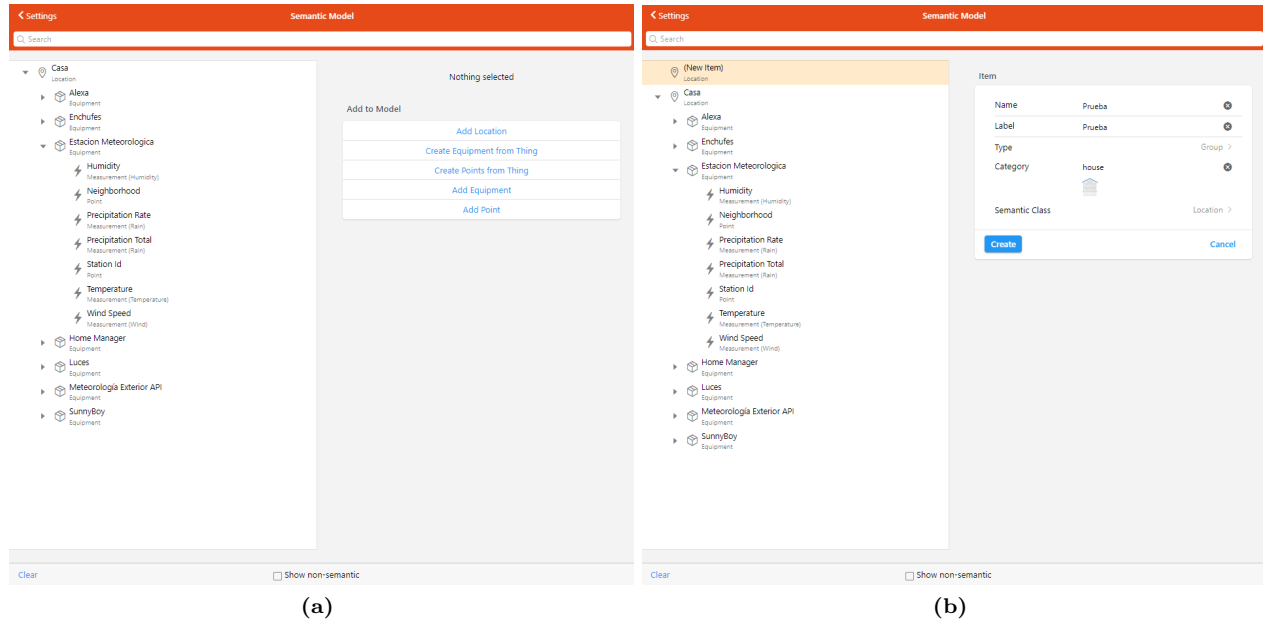 Settings
Semantic Model
Search
Casa
Location
Alexa
Equipment
Enchufes
Equipment
Estacion Meteorologica
Equipment
Humidity
Measurement (Humidity)
Neighborhood
Point
Precipitation Rate
Measurement (Rain)
Precipitation Total
Measurement (Rain)
Station Id
Point
Temperature
Measurement (Temperature)
Wind Speed
Measurement (Wind)
Home Manager
Equipment
Luces
Equipment
Meteorología Exterior API
Equipment
SunnyBoy
Equipment
Nothing selected
Add to Model
Add Location
Create Equipment from Thing
Create Points from Thing
Add Equipment
Add Point
Clear
Show non-semantic
(a)
Settings
Semantic Model
Search
(New Item)
Location
Casa
Location
Alexa
Equipment
Enchufes
Equipment
Estacion Meteorologica
Equipment
Humidity
Measurement (Humidity)
Neighborhood
Point
Precipitation Rate
Measurement (Rain)
Precipitation Total
Measurement (Rain)
Station Id
Point
Temperature
Measurement (Temperature)
Wind Speed
Measurement (Wind)
Home Manager
Equipment
Luces
Equipment
Meteorología Exterior API
Equipment
SunnyBoy
Equipment
Item
Name Prueba
Label Prueba
Type Group
Category house
Semantic Class Location
Create Cancel
Clear
Show non-semantic
(b)